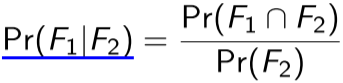 Pr(F₁|F₂) = Pr(F₁ ∩ F₂) / Pr(F₂)